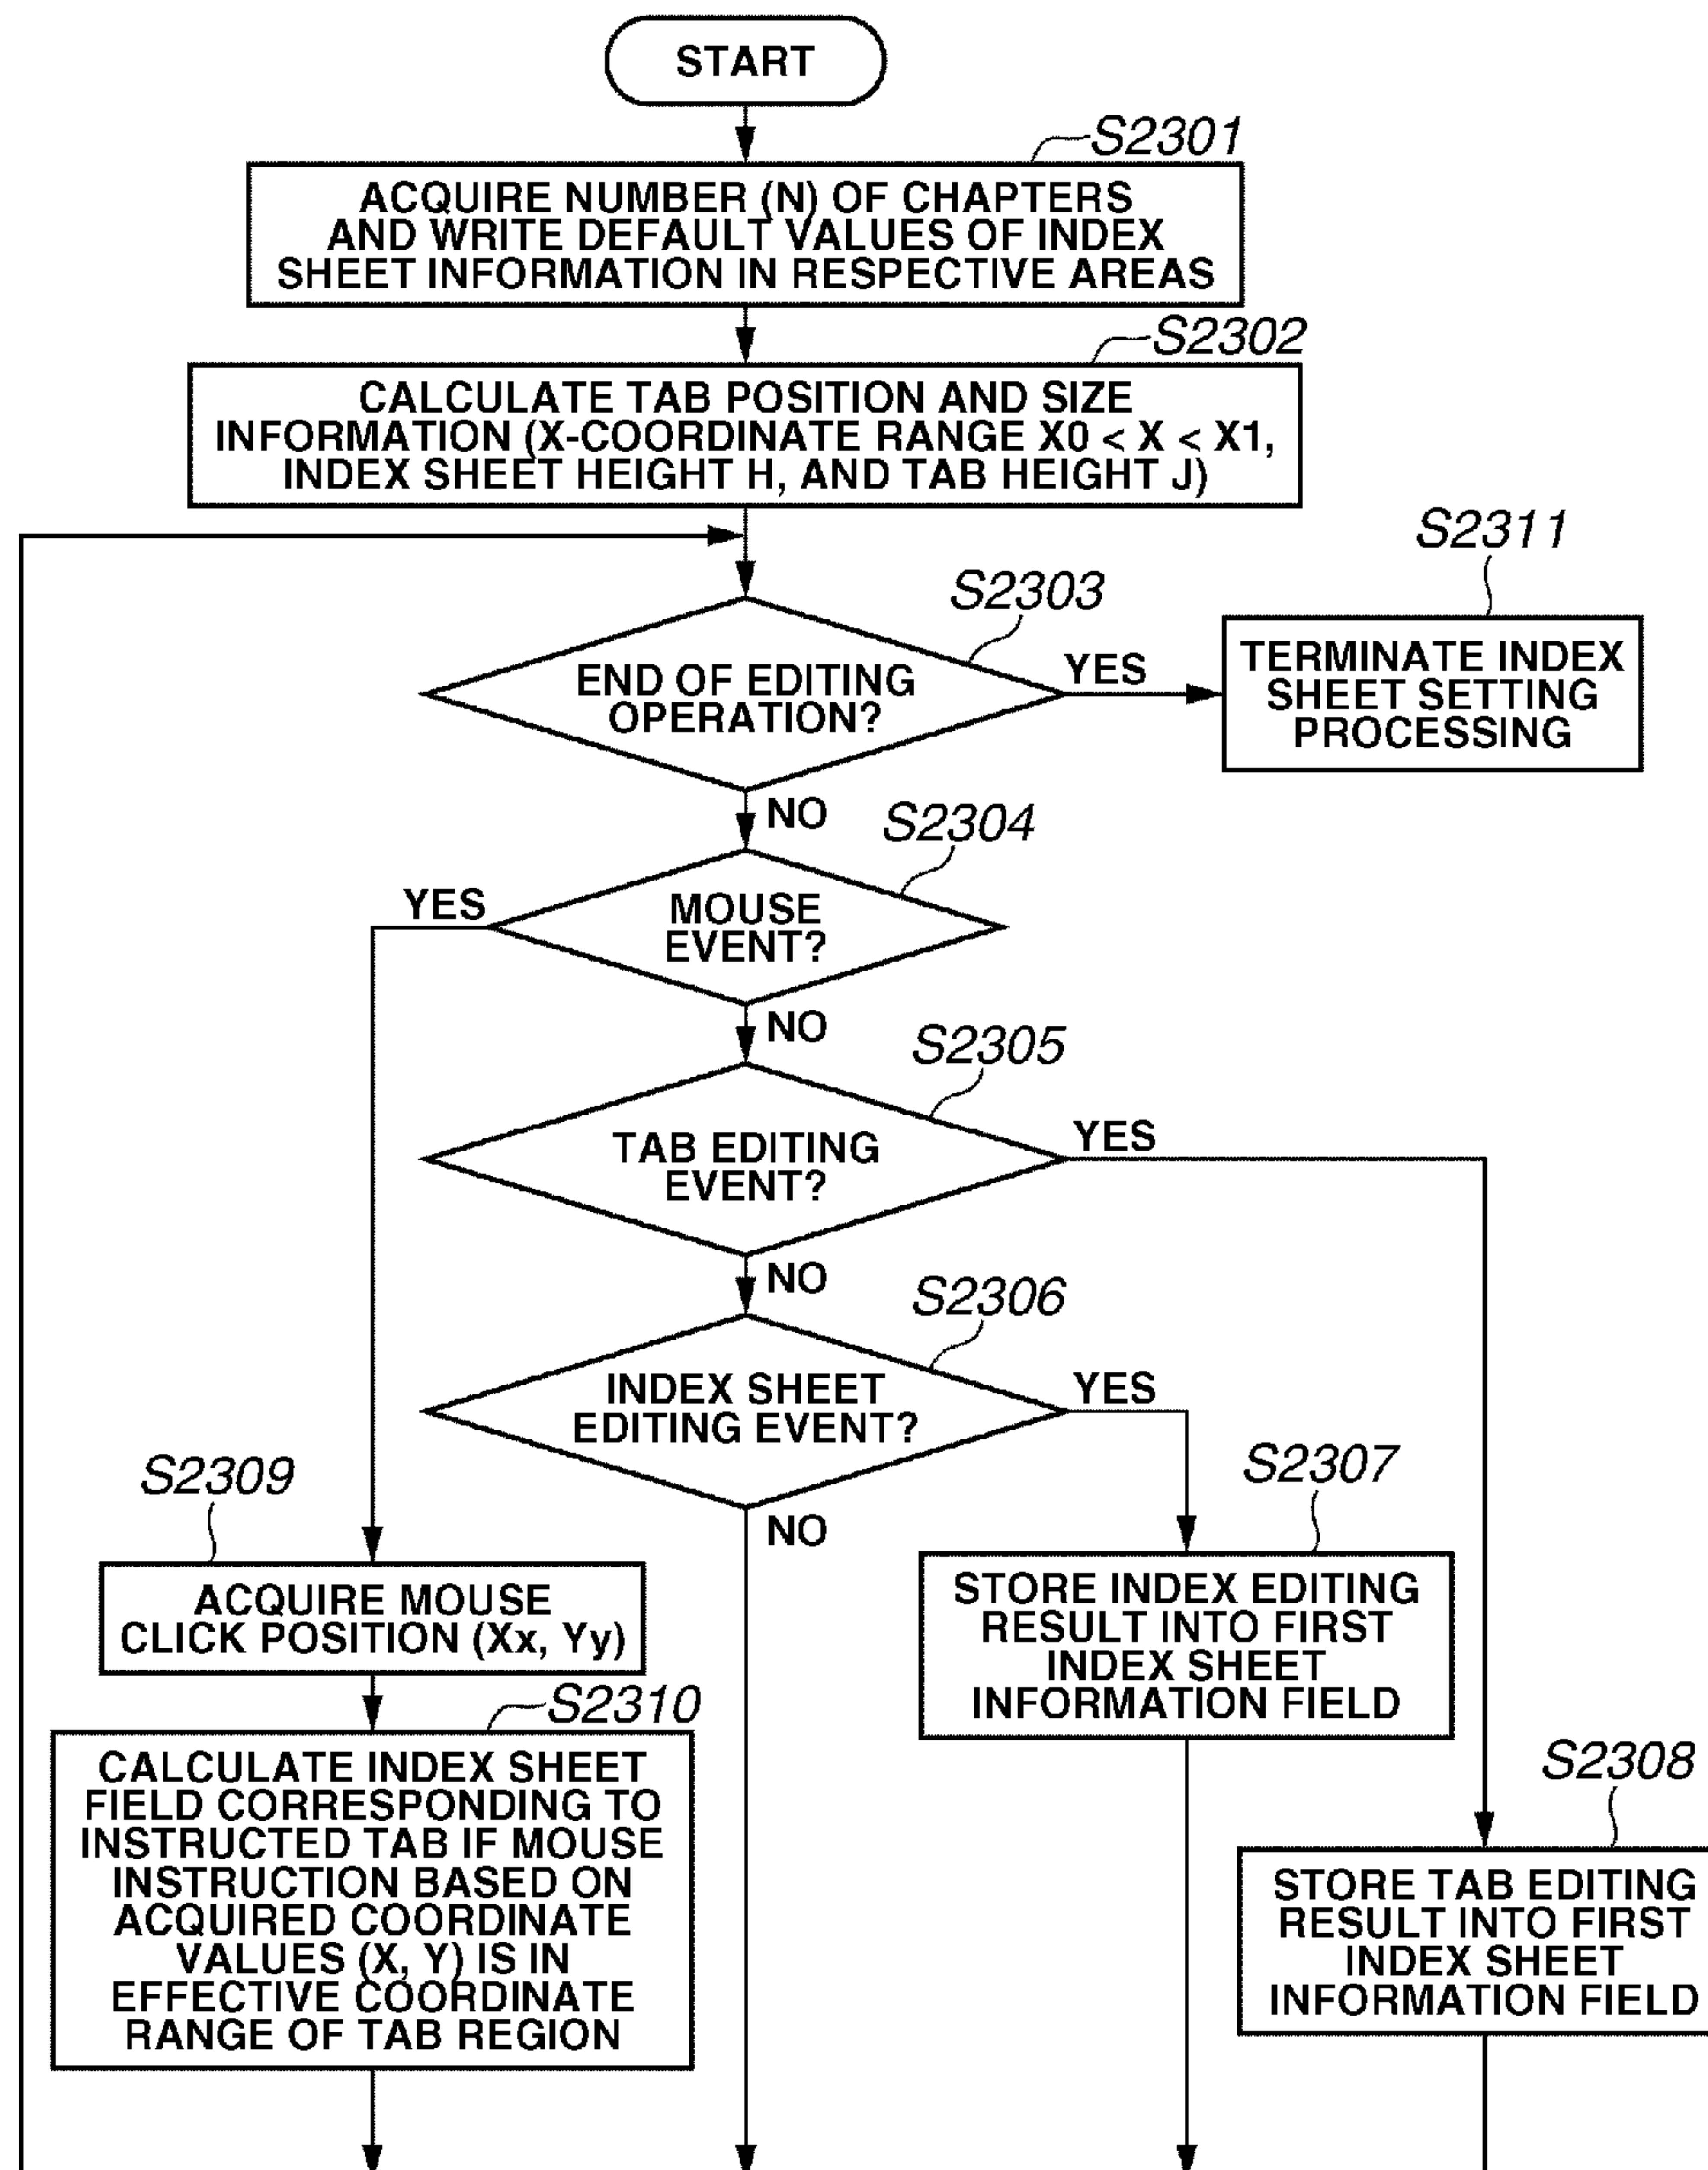 START
S2301
ACQUIRE NUMBER (N) OF CHAPTERS
AND WRITE DEFAULT VALUES OF INDEX
SHEET INFORMATION IN RESPECTIVE AREAS
S2302
CALCULATE TAB POSITION AND SIZE
INFORMATION (X-COORDINATE RANGE X0 < X < X1,
INDEX SHEET HEIGHT H, AND TAB HEIGHT J)
S2303
END OF EDITING
OPERATION?
YES
S2311
TERMINATE INDEX
SHEET SETTING
PROCESSING
NO
S2304
MOUSE
EVENT?
YES
NO
S2305
TAB EDITING
EVENT?
YES
NO
S2306
INDEX SHEET
EDITING EVENT?
YES
NO
S2309
ACQUIRE MOUSE
CLICK POSITION (Xx, Yy)
S2310
CALCULATE INDEX SHEET
FIELD CORRESPONDING TO
INSTRUCTED TAB IF MOUSE
INSTRUCTION BASED ON
ACQUIRED COORDINATE
VALUES (X, Y) IS IN
EFFECTIVE COORDINATE
RANGE OF TAB REGION
S2307
STORE INDEX EDITING
RESULT INTO FIRST
INDEX SHEET
INFORMATION FIELD
S2308
STORE TAB EDITING
RESULT INTO FIRST
INDEX SHEET
INFORMATION FIELD